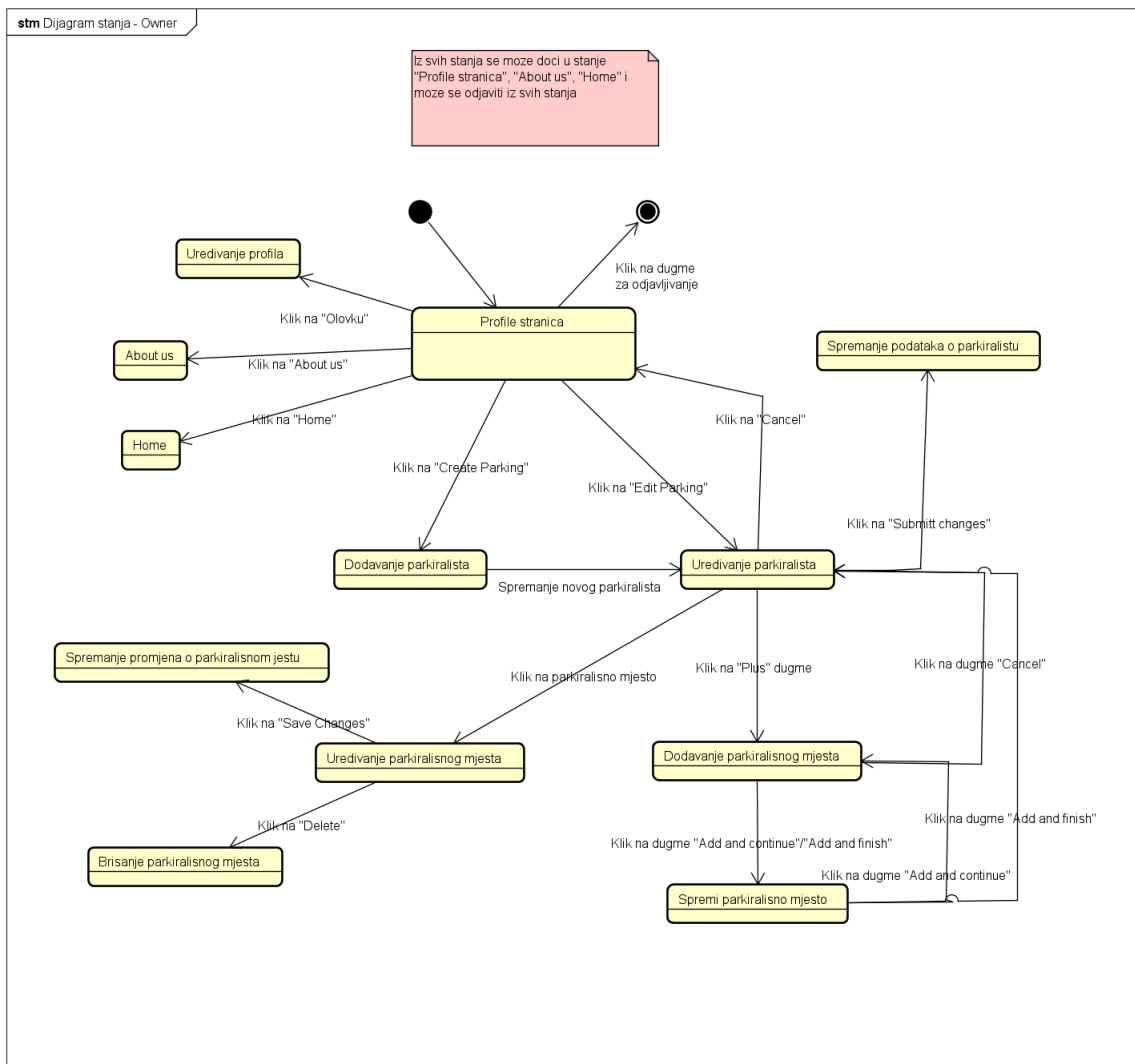 stm Dijagram stanja - Owner
Iz svih stanja se moze doci u stanje
"Profile stranica", "About us", "Home" i
moze se odjaviti iz svih stanja
Uredivanje profila
Klik na dugme
za odjavljivanje
Klik na "Olovku"
Profile stranica
About us
Klik na "About us"
Spremanje podataka o parkiralistu
Klik na "Home"
Klik na "Cancel"
Home
Klik na "Create Parking"
Klik na "Edit Parking"
Klik na "Submitt changes"
Dodavanje parkiralista
Uredivanje parkiralista
Spremanje novog parkiralista
Spremanje promjena o parkiralisnom jestu
Klik na parkiralisno mjesto
Klik na "Plus" dugme
Klik na dugme "Cancel"
Klik na "Save Changes"
Uredivanje parkiralisnog mjesta
Dodavanje parkiralisnog mjesta
Klik na "Delete"
Klik na dugme "Add and finish"
Klik na dugme "Add and continue"/"Add and finish"
Brisanje parkiralisnog mjesta
Klik na dugme "Add and continue"
Spremi parkiralisno mjesto